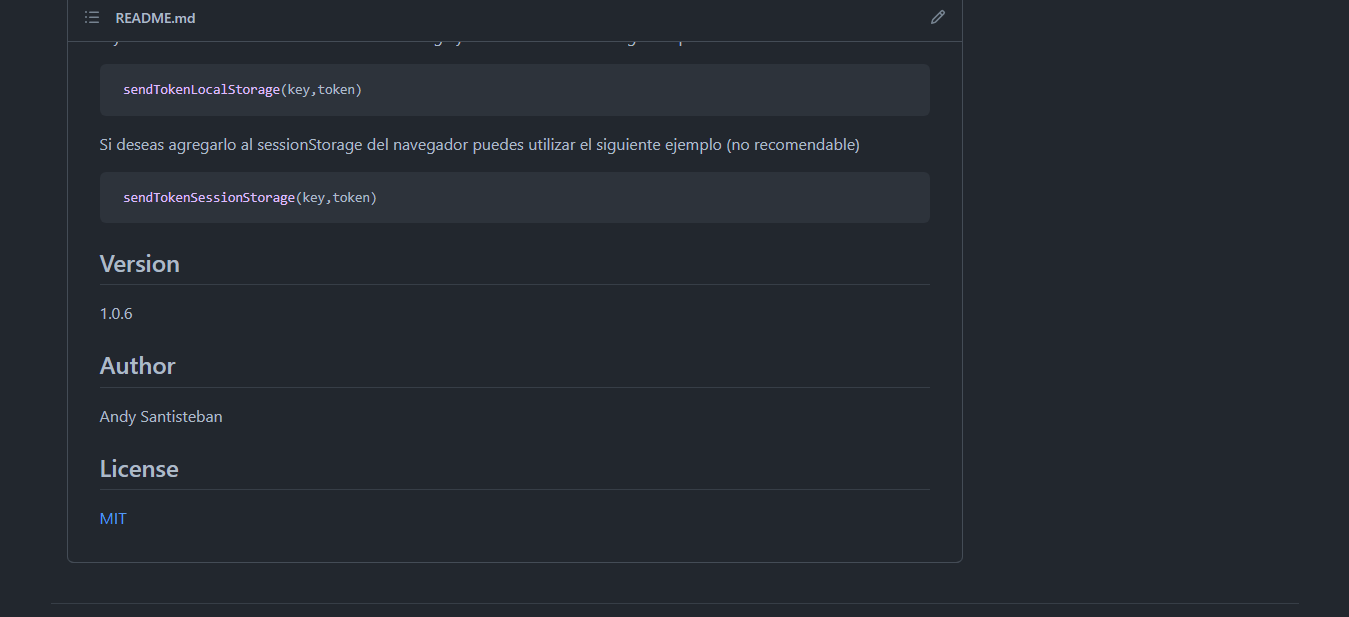 README.md
sendTokenLocalStorage(key,token)
Si deseas agregarlo al sessionStorage del navegador puedes utilizar el siguiente ejemplo (no recomendable)
sendTokenSessionStorage(key,token)
Version
1.0.6
Author
Andy Santisteban
License
MIT